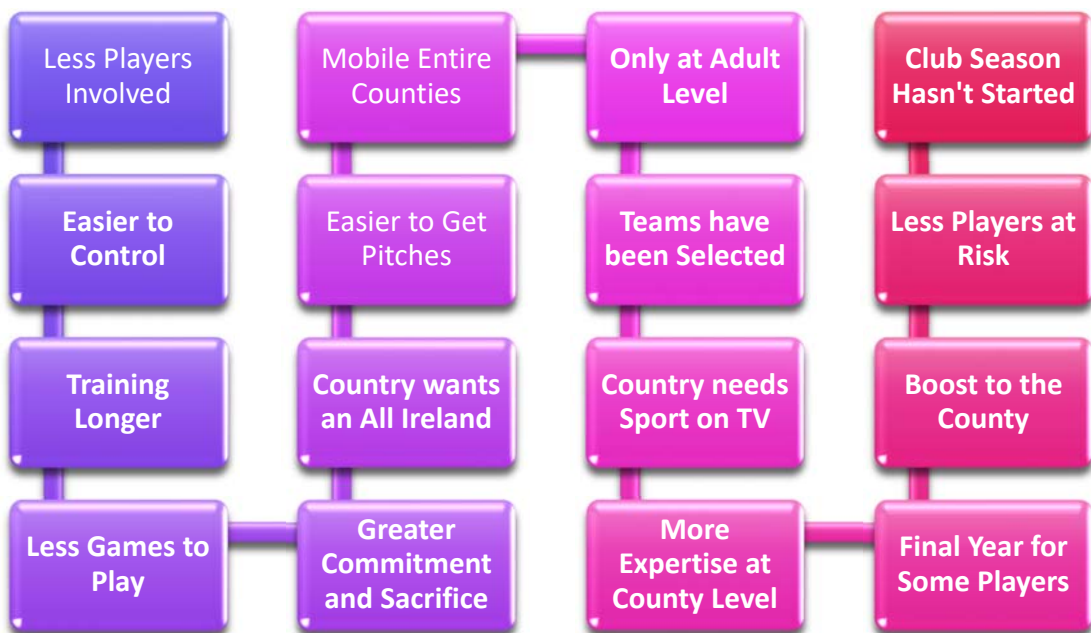 Less Players
Involved
Easier to
Control
Training
Longer
Less Games to
Play
Greater
Commitment
and Sacrifice
Country wants
an All Ireland
Easier to Get
Pitches
Mobile Entire
Counties
Only at Adult
Level
Teams have
been Selected
Country needs
Sport on TV
More
Expertise at
County Level
Final Year for
Some Players
Boost to the
County
Less Players at
Risk
Club Season
Hasn't Started